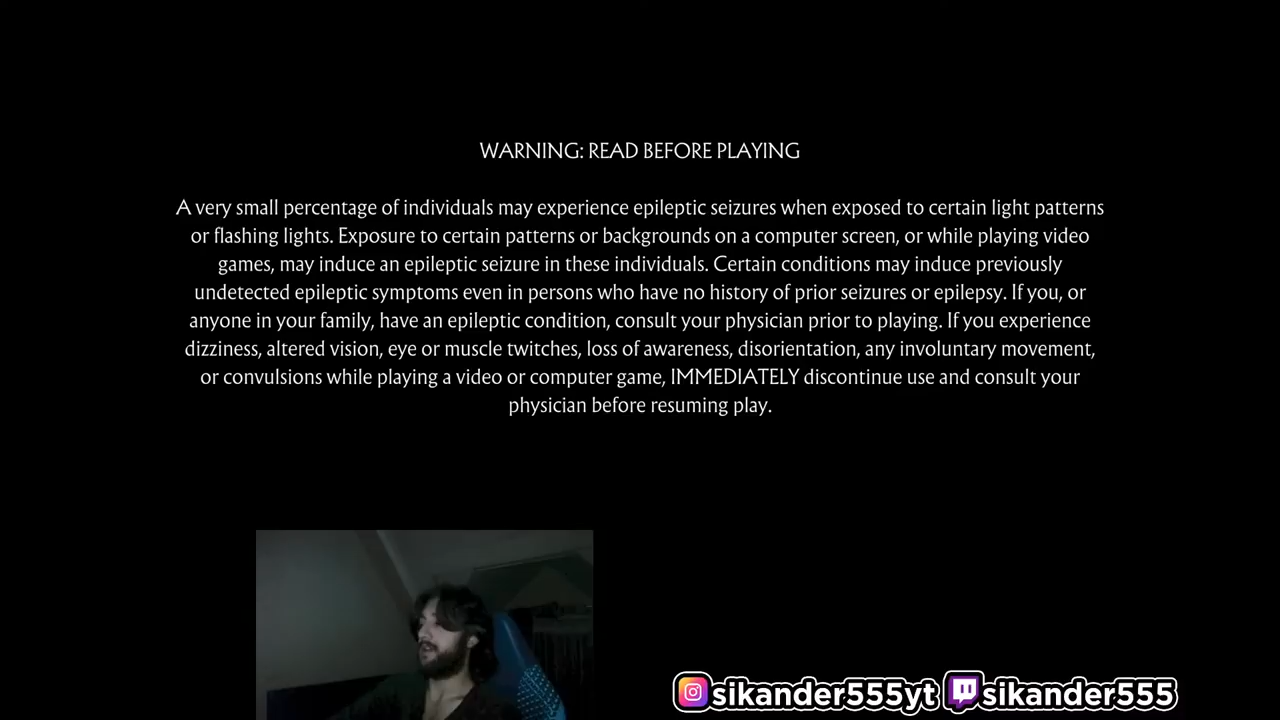 WARNING: READ BEFORE PLAYING
A very small percentage of individuals may experience epileptic seizures when exposed to certain light patterns
or flashing lights. Exposure to certain patterns or backgrounds on a computer screen, or while playing video
games, may induce an epileptic seizure in these individuals. Certain conditions may induce previously
undetected epileptic symptoms even in persons who have no history of prior seizures or epilepsy. If you, or
anyone in your family, have an epileptic condition, consult your physician prior to playing. If you experience
dizziness, altered vision, eye or muscle twitches, loss of awareness, disorientation, any involuntary movement,
or convulsions while playing a video or computer game, IMMEDIATELY discontinue use and consult your
physician before resuming play.
sikander555yt sikander555